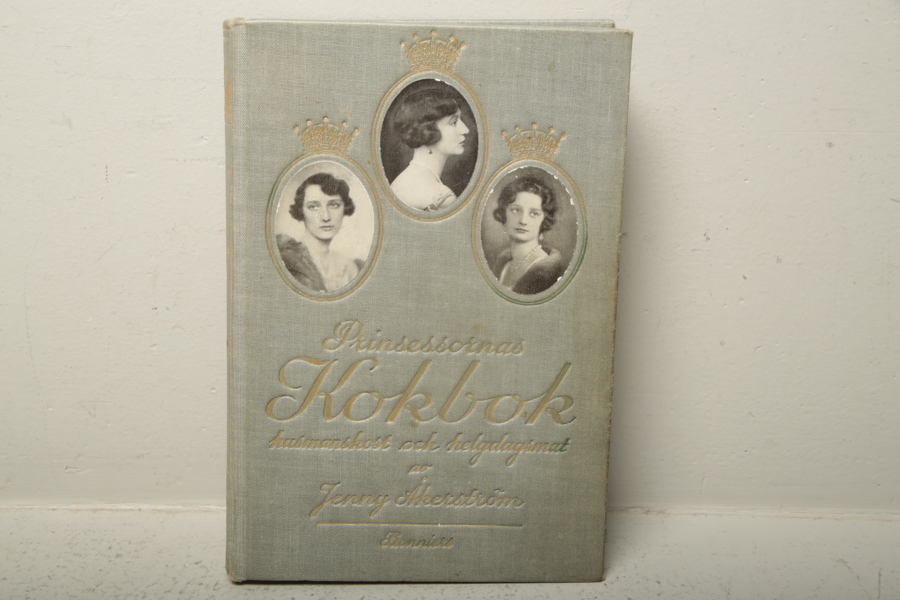 Prinsessornas
Kokbok
husmanskost och helgdagsmat
av
Jenny Åkerström
Bonniers